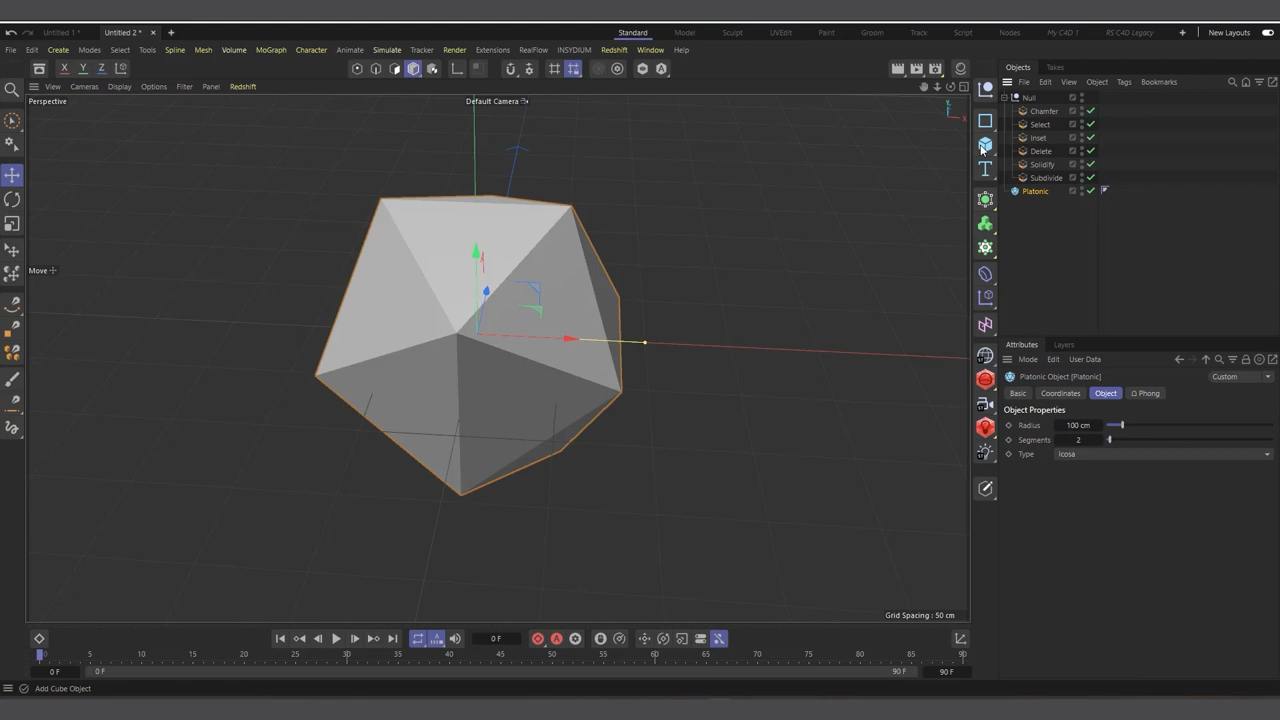 Untitled 1 *
Untitled 2 *
Standard Model Sculpt UVEdit Paint Groom Track Script Nodes My C4D 1 RS C4D Legacy New Layouts
File Edit Create Modes Select Tools Spline Mesh Volume MoGraph Character Animate Simulate Tracker Render Extensions RealFlow INSYDIUM Redshift Window Help
X Y Z
Objects Takes
File Edit View Object Tags Bookmarks
View Cameras Display Options Filter Panel Redshift
Perspective
Default Camera
Y
X
Null
Chamfer
Select
Inset
Delete
Solidify
Subdivide
Platonic
Move
Attributes Layers
Mode Edit User Data
Platonic Object [Platonic]
Custom
Basic Coordinates Object Phong
Object Properties
Radius 100 cm
Segments 2
Type Icosa
Grid Spacing : 50 cm
0 F
0 5 10 15 20 25 30 35 40 45 50 55 60 65 70 75 80 85 90
0 F 0 F 90 F 90 F
Add Cube Object